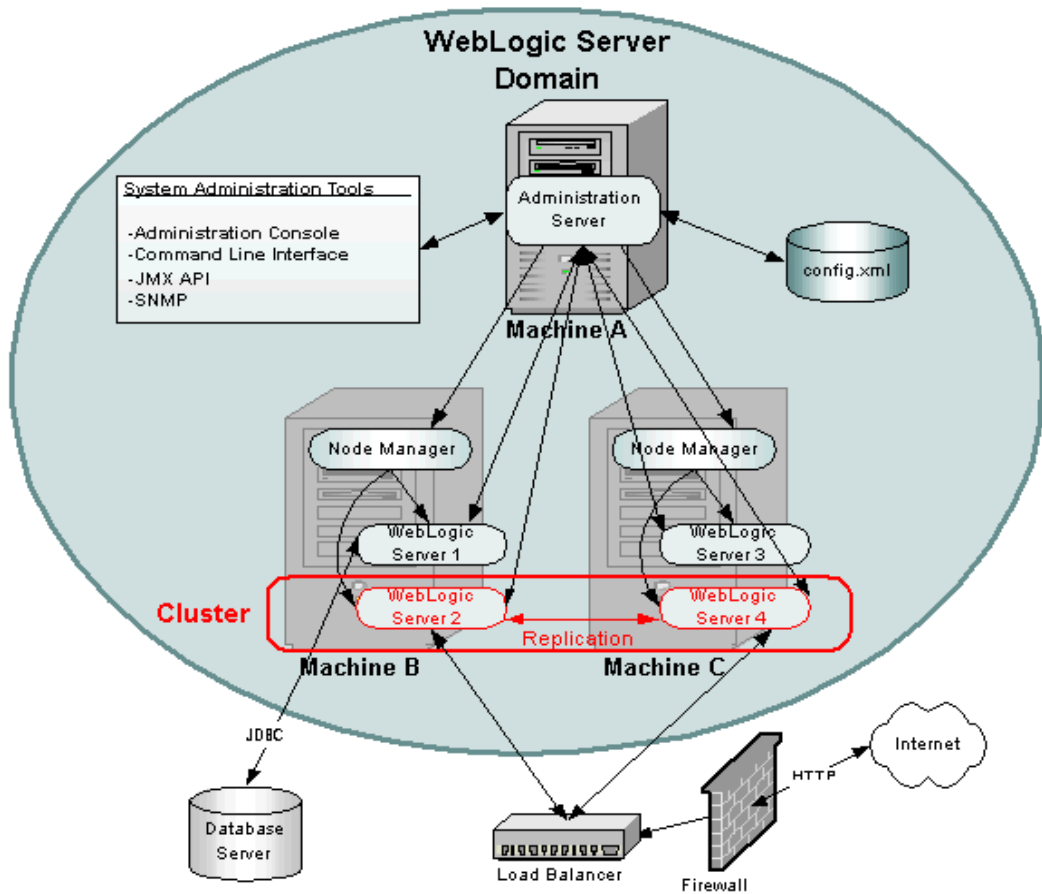 WebLogic Server
Domain
System Administration Tools
-Administration Console
-Command Line Interface
-JMX API
-SNMP
Administration
Server
config.xml
Machine A
Node Manager
Node Manager
WebLogic
Server 1
WebLogic
Server 3
Cluster
WebLogic
Server 2
WebLogic
Server 4
Replication
Machine B
Machine C
JDBC
HTTP
Internet
Database
Server
Load Balancer
Firewall